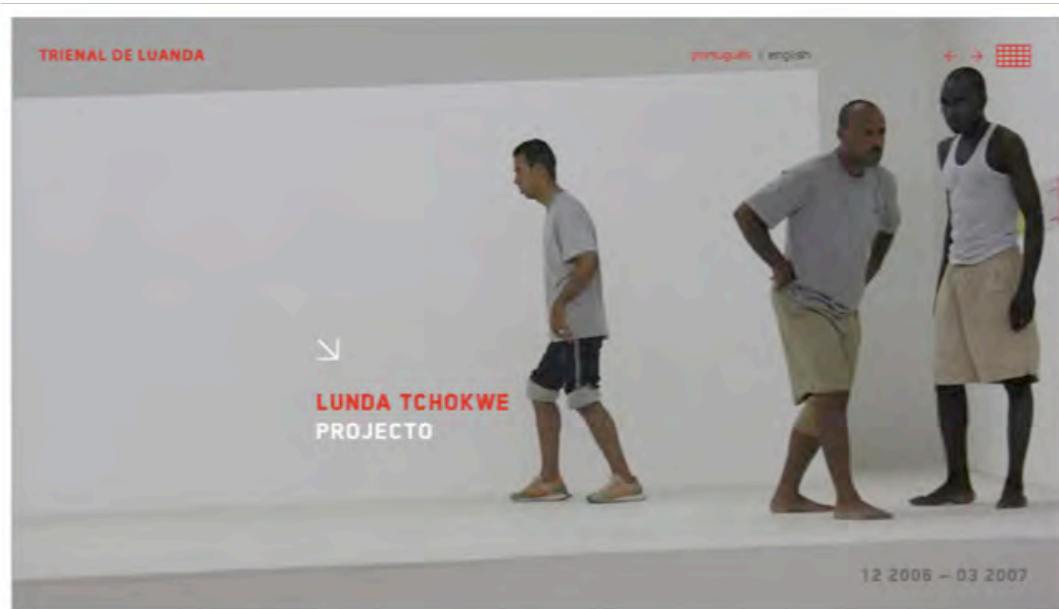 TRIENAL DE LUANDA
português | english
LUNDA TCHOKWE
PROJECTO
12 2006 – 03 2007